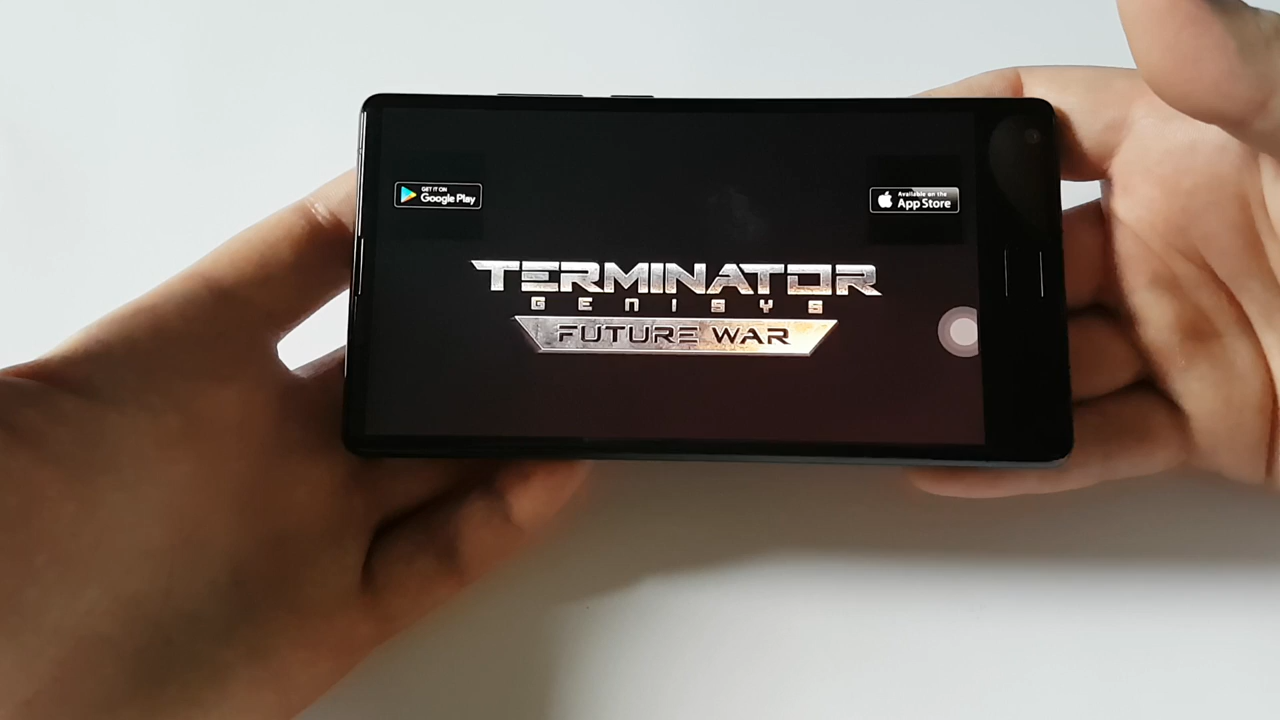 GET IT ON
Google Play
Available on the
App Store
TERMINATOR
GENISYS
FUTURE WAR